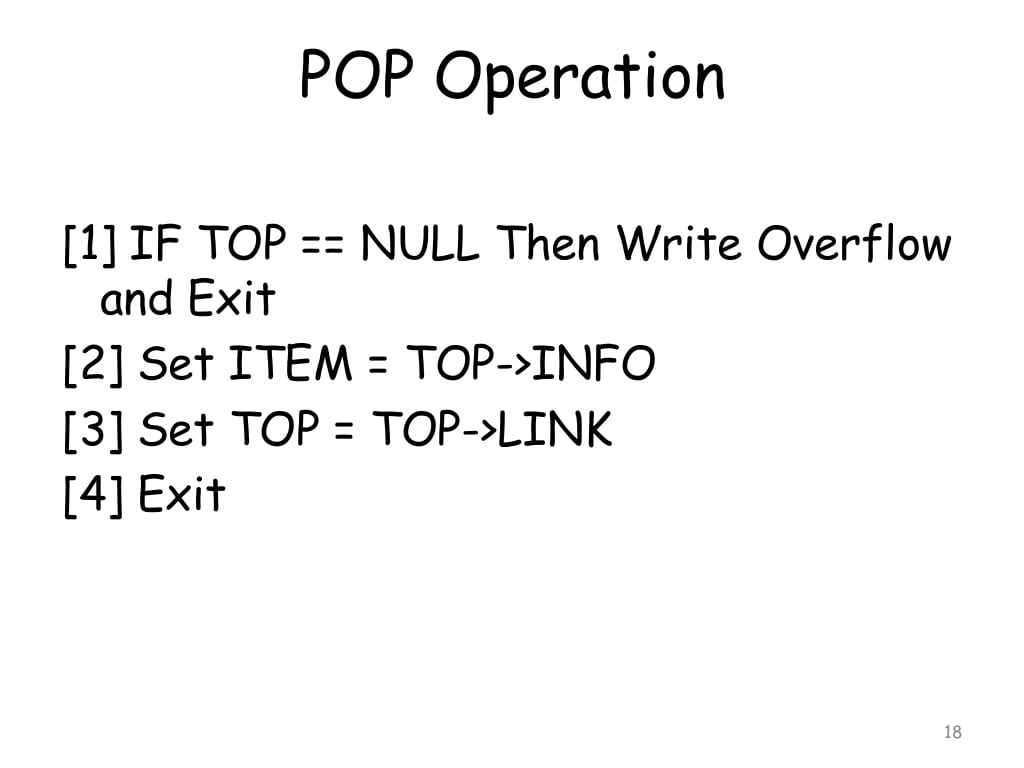 POP Operation
[1] IF TOP == NULL Then Write Overflow
and Exit
[2] Set ITEM = TOP->INFO
[3] Set TOP = TOP->LINK
[4] Exit
18